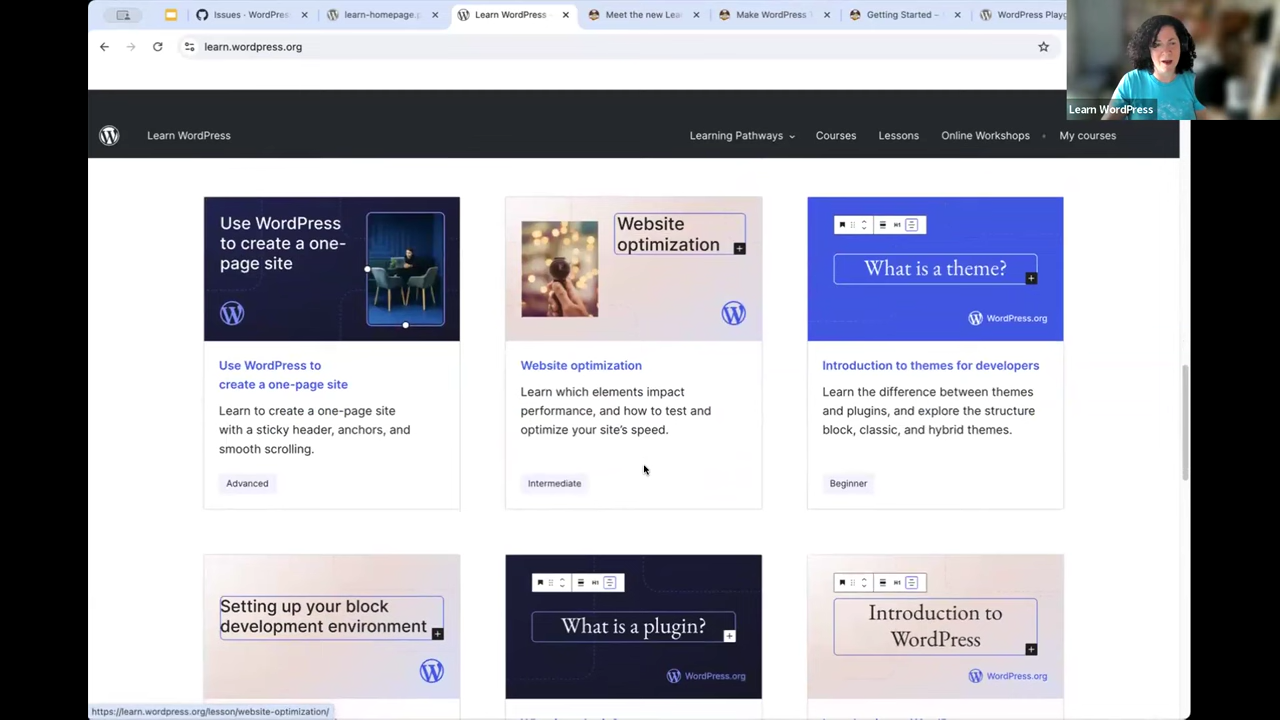 Issues · WordPres
learn-homepage.p
Learn WordPress
Meet the new Lea
Make WordPress
Getting Started –
WordPress Playg
learn.wordpress.org
Learn WordPress
Learn WordPress
Learning Pathways
Courses
Lessons
Online Workshops
My courses
Use WordPress
to create a one-
page site
Website
optimization
H1
What is a theme?
WordPress.org
Use WordPress to
create a one-page site
Learn to create a one-page site
with a sticky header, anchors, and
smooth scrolling.
Advanced
Website optimization
Learn which elements impact
performance, and how to test and
optimize your site's speed.
Intermediate
Introduction to themes for developers
Learn the difference between themes
and plugins, and explore the structure
block, classic, and hybrid themes.
Beginner
Setting up your block
development environment
H1
What is a plugin?
WordPress.org
H1
Introduction to
WordPress
WordPress.org
https://learn.wordpress.org/lesson/website-optimization/